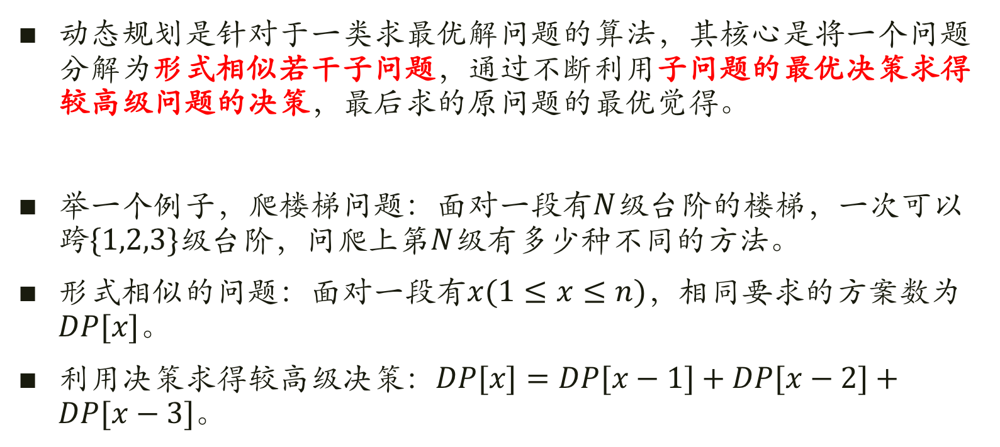 ■ 动态规划是针对于一类求最优解问题的算法，其核心是将一个问题
分解为形式相似若干子问题，通过不断利用子问题的最优决策求得
较高级问题的决策，最后求的原问题的最优觉得。
■ 举一个例子，爬楼梯问题：面对一段有N级台阶的楼梯，一次可以
跨{1,2,3}级台阶，问爬上第N级有多少种不同的方法。
■ 形式相似的问题：面对一段有x(1 ≤ x ≤ n)，相同要求的方案数为
DP[x]。
■ 利用决策求得较高级决策：DP[x] = DP[x − 1] + DP[x − 2] +
DP[x − 3]。